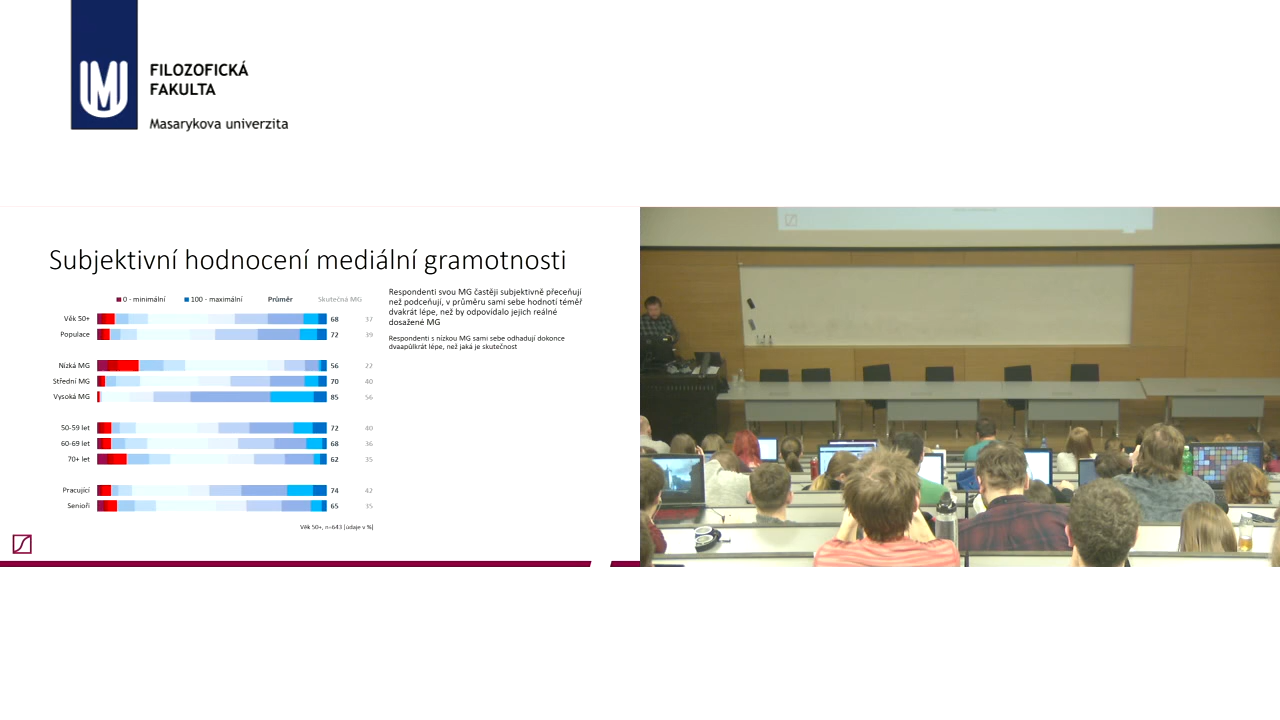 FILOZOFICKÁ
FAKULTA
Masarykova univerzita
Subjektivní hodnocení mediální gramotnosti
0 - minimální 100 - maximální Průměr Skutečná MG
Věk 50+ 68 37
Populace 72 39
Nízká MG 56 22
Střední MG 70 40
Vysoká MG 85 56
50-59 let 72 40
60-69 let 68 36
70+ let 62 35
Pracující 74 42
Senioři 65 35
Věk 50+, n=643 [údaje v %]
Respondenti svou MG častěji subjektivně přeceňují
než podceňují, v průměru sami sebe hodnotí téměř
dvakrát lépe, než by odpovídalo jejich reálně
dosažené MG
Respondenti s nízkou MG sami sebe odhadují dokonce
dvaapůlkrát lépe, než jaká je skutečnost